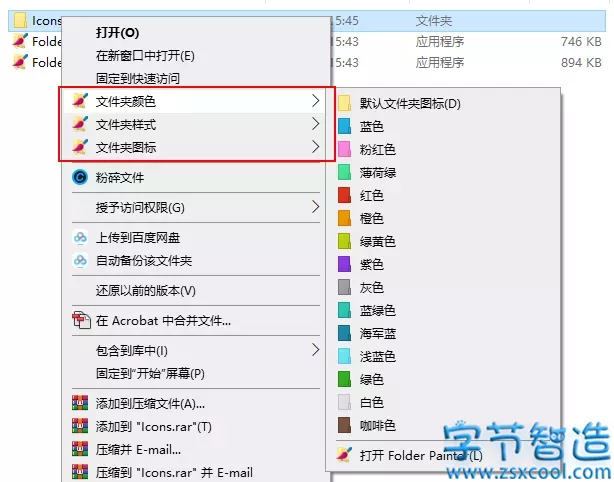 Icons
15:45
文件夹
Folde
15:43
应用程序
746 KB
Folde
15:43
应用程序
894 KB
打开(O)
在新窗口中打开(E)
固定到快速访问
文件夹颜色
文件夹样式
文件夹图标
粉碎文件
授予访问权限(G)
上传到百度网盘
自动备份该文件夹
还原以前的版本(V)
在 Acrobat 中合并文件...
包含到库中(I)
固定到"开始"屏幕(P)
添加到压缩文件(A)...
添加到 "Icons.rar"(T)
压缩并 E-mail...
压缩到 "Icons.rar" 并 E-mail
默认文件夹图标(D)
蓝色
粉红色
薄荷绿
红色
橙色
绿黄色
紫色
灰色
蓝绿色
海军蓝
浅蓝色
绿色
白色
咖啡色
打开 Folder Painter(L)
字节智造
www.zsxcool.com